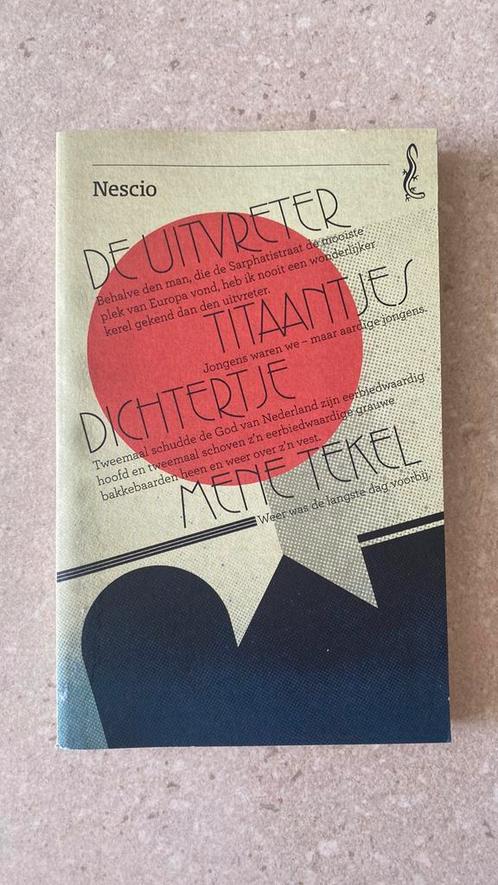 Nescio
DE UITVRETER
Behalve den man, die de Sarphatistraat de mooiste
plek van Europa vond, heb ik nooit een wonderlijker
kerel gekend dan den uitvreter.
TITAANTJES
Jongens waren we – maar aardige jongens.
DICHTERTJE
Tweemaal schudde de God van Nederland zijn eerbiedwaardig
hoofd en tweemaal schoven z'n eerbiedwaardige grauwe
bakkebaarden heen en weer over z'n vest.
MENE TEKEL
Weer was de langste dag voorbij.